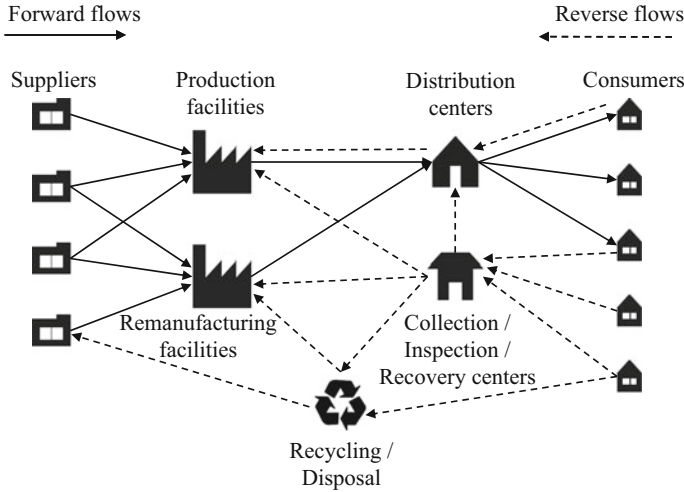 Forward flows
Reverse flows
Suppliers
Production
facilities
Distribution
centers
Consumers
Remanufacturing
facilities
Collection /
Inspection /
Recovery centers
Recycling /
Disposal